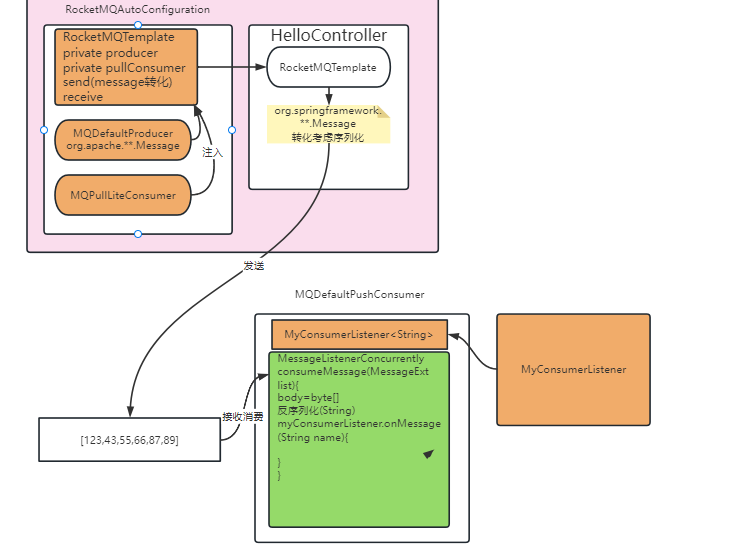 RocketMQAutoConfiguration
RocketMQTemplate
private producer
private pullConsumer
send(message转化)
receive
MQDefaultProducer
org.apache.**.Message
注入
MQPullLiteConsumer
HelloController
RocketMQTemplate
org.springframework.
**.Message
转化考虑序列化
发送
MQDefaultPushConsumer
MyConsumerListener<String>
MessageListenerConcurrently
consumeMessage(MessageExt
list){
body=byte[]
反序列化(String)
myConsumerListener.onMessage
(String name){
}
}
MyConsumerListener
接收消费
[123,43,55,66,87,89]